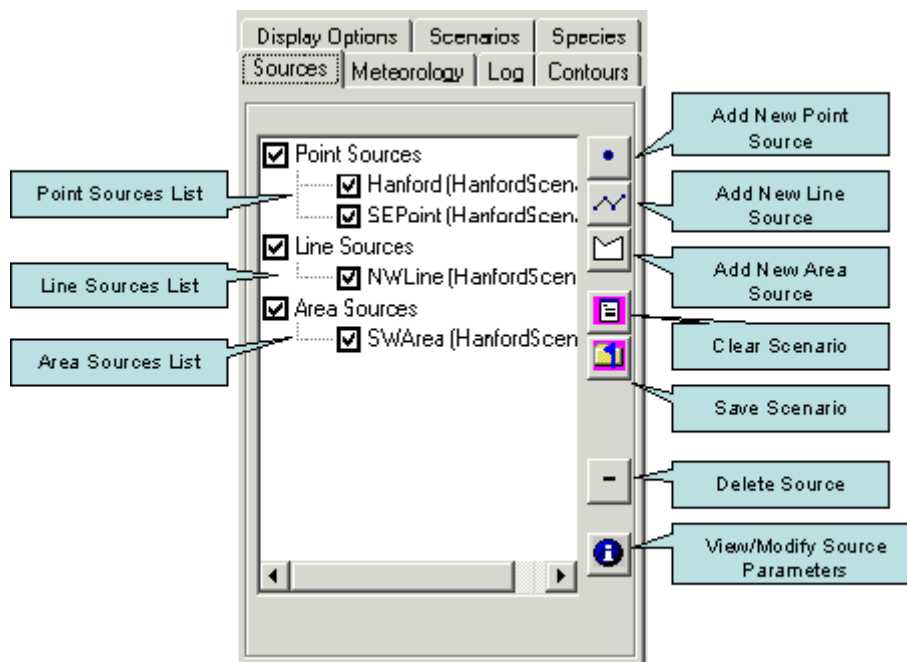 Display Options Scenarios Species
Sources Meteorology Log Contours
Point Sources
Hanford (HanfordScen
SEPoint (HanfordScen
Line Sources
NWLine (HanfordScen
Area Sources
SWArea (HanfordScen
Point Sources List
Line Sources List
Area Sources List
Add New Point
Source
Add New Line
Source
Add New Area
Source
Clear Scenario
Save Scenario
Delete Source
View/Modify Source
Parameters